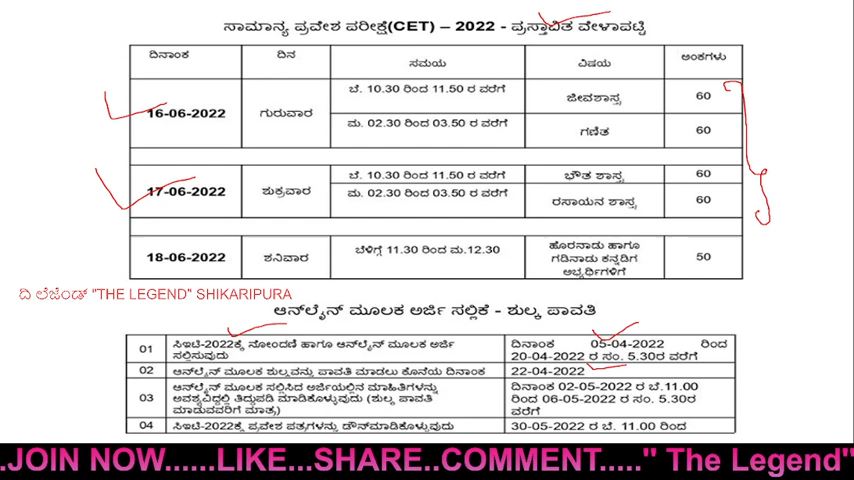 ಸಾಮಾನ್ಯ ಪ್ರವೇಶ ಪರೀಕ್ಷೆ(CET) – 2022 - ಪ್ರಸ್ತಾವಿತ ವೇಳಾಪಟ್ಟಿ
ದಿನಾಂಕ ದಿನ ಸಮಯ ವಿಷಯ ಅಂಕಗಳು
16-06-2022 ಗುರುವಾರ ಬೆ. 10.30 ರಿಂದ 11.50 ರ ವರೆಗೆ ಜೀವಶಾಸ್ತ್ರ 60
ಮ. 02.30 ರಿಂದ 03.50 ರ ವರೆಗೆ ಗಣಿತ 60
17-06-2022 ಶುಕ್ರವಾರ ಬೆ. 10.30 ರಿಂದ 11.50 ರ ವರೆಗೆ ಭೌತ ಶಾಸ್ತ್ರ 60
ಮ. 02.30 ರಿಂದ 03.50 ರ ವರೆಗೆ ರಸಾಯನ ಶಾಸ್ತ್ರ 60
18-06-2022 ಶನಿವಾರ ಬೆಳಿಗ್ಗೆ 11.30 ರಿಂದ ಮ.12.30 ಹೊರನಾಡು ಹಾಗೂ
ಗಡಿನಾಡು ಕನ್ನಡಿಗ
ಅಭ್ಯರ್ಥಿಗಳಿಗೆ 50
ದಿ ಲೆಜೆಂಡ್ "THE LEGEND" SHIKARIPURA
ಆನ್‌ಲೈನ್ ಮೂಲಕ ಅರ್ಜಿ ಸಲ್ಲಿಕೆ - ಶುಲ್ಕ ಪಾವತಿ
01 ಸಿಇಟಿ-2022ಕ್ಕೆ ನೋಂದಣಿ ಹಾಗೂ ಆನ್‌ಲೈನ್ ಮೂಲಕ ಅರ್ಜಿ ದಿನಾಂಕ 05-04-2022 ರಿಂದ
ಸಲ್ಲಿಸುವುದು 20-04-2022 ರ ಸಂ. 5.30ರ ವರೆಗೆ
02 ಆನ್‌ಲೈನ್ ಮೂಲಕ ಶುಲ್ಕವನ್ನು ಪಾವತಿ ಮಾಡಲು ಕೊನೆಯ ದಿನಾಂಕ 22-04-2022
03 ಆನ್‌ಲೈನ್ ಮೂಲಕ ಸಲ್ಲಿಸಿದ ಅರ್ಜಿಯಲ್ಲಿನ ಮಾಹಿತಿಗಳನ್ನು ದಿನಾಂಕ 02-05-2022 ರ ಬೆ.11.00
ಅವಶ್ಯವಿದ್ದಲ್ಲಿ ತಿದ್ದುಪಡಿ ಮಾಡಿಕೊಳ್ಳುವುದು (ಶುಲ್ಕ ಪಾವತಿ ರಿಂದ 06-05-2022 ರ ಸಂ. 5.30ರ
ಮಾಡುವವರಿಗೆ ಮಾತ್ರ) ವರೆಗೆ
04 ಸಿಇಟಿ-2022ಕ್ಕೆ ಪ್ರವೇಶ ಪತ್ರಗಳನ್ನು ಡೌನ್‌ಮಾಡಿಕೊಳ್ಳುವುದು 30-05-2022 ರ ಬೆ. 11.00 ರಿಂದ
..JOIN NOW......LIKE...SHARE..COMMENT....." The Legend"